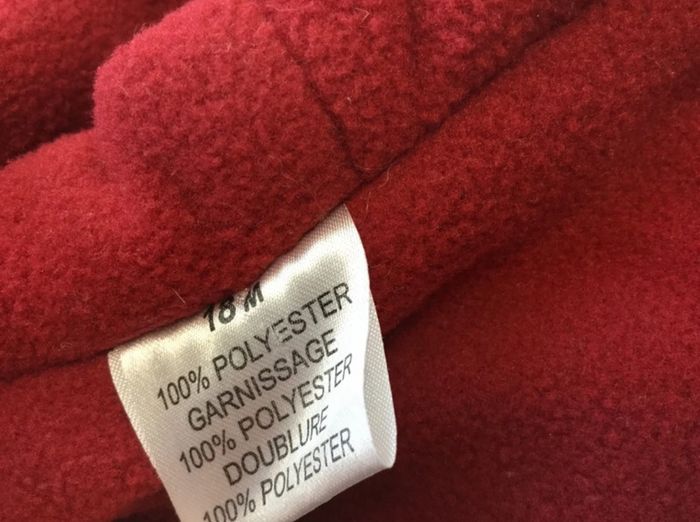 18 M
100% POLYESTER
GARNISSAGE
100% POLYESTER
DOUBLURE
100% POLYESTER